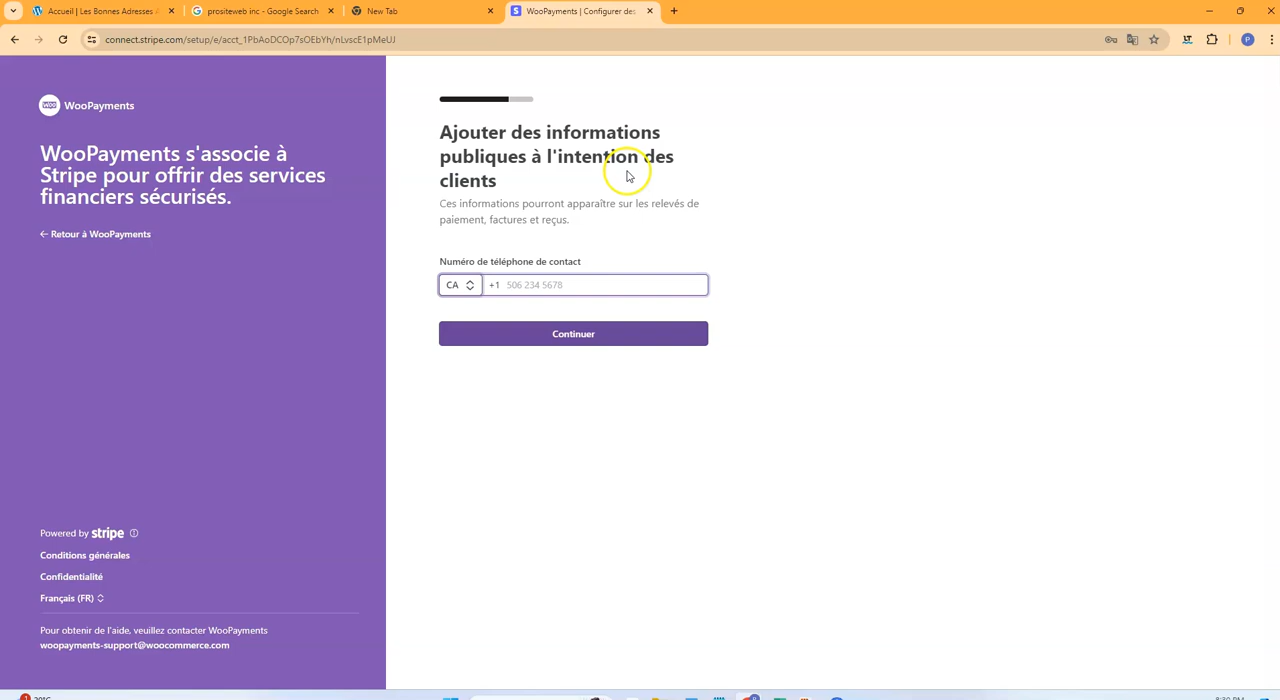 Accueil | Les Bonnes Adresses
prositeweb inc - Google Search
New Tab
WooPayments | Configurer des
connect.stripe.com/setup/e/acct_1PbAoDCOp7sOEbYh/nLvscE1pMeUJ
P
WooPayments
WooPayments s'associe à
Stripe pour offrir des services
financiers sécurisés.
Retour à WooPayments
Powered by stripe
Conditions générales
Confidentialité
Français (FR)
Pour obtenir de l'aide, veuillez contacter WooPayments
woopayments-support@woocommerce.com
Ajouter des informations
publiques à l'intention des
clients
Ces informations pourront apparaître sur les relevés de
paiement, factures et reçus.
Numéro de téléphone de contact
CA +1 506 234 5678
Continuer